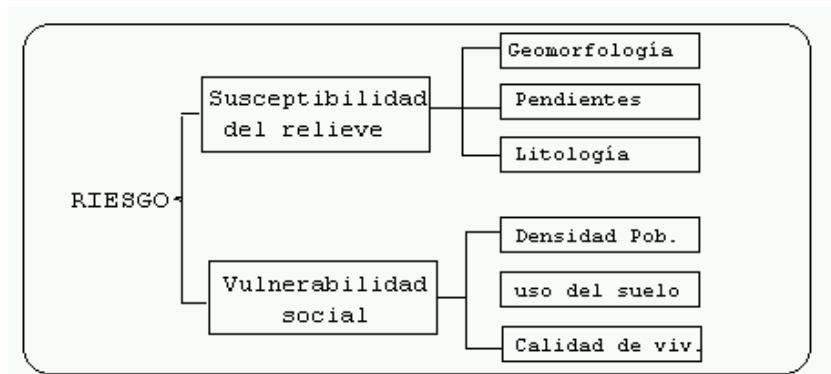 RIESGO
Susceptibilidad
del relieve
Geomorfología
Pendientes
Litología
Vulnerabilidad
social
Densidad Pob.
uso del suelo
Calidad de viv.